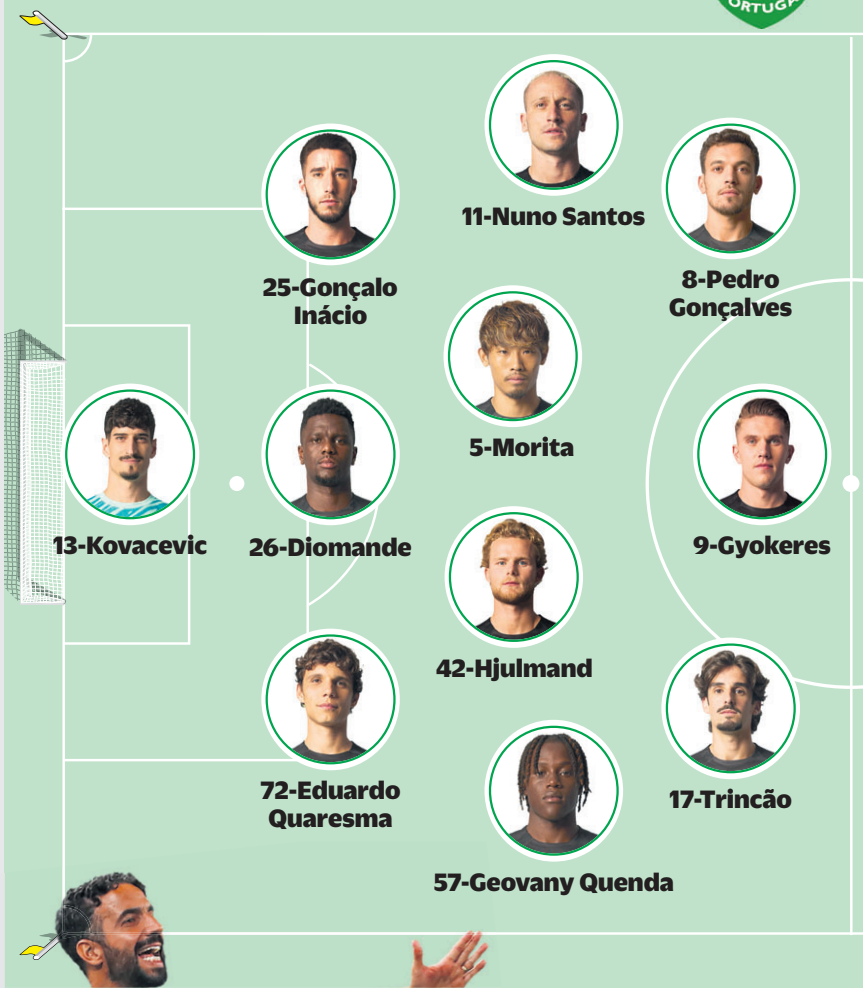 ORTUGA
11-Nuno Santos
25-Gonçalo
Inácio
8-Pedro
Gonçalves
5-Morita
13-Kovacevic
26-Diomande
9-Gyokeres
42-Hjulmand
72-Eduardo
Quaresma
17-Trincão
57-Geovany Quenda